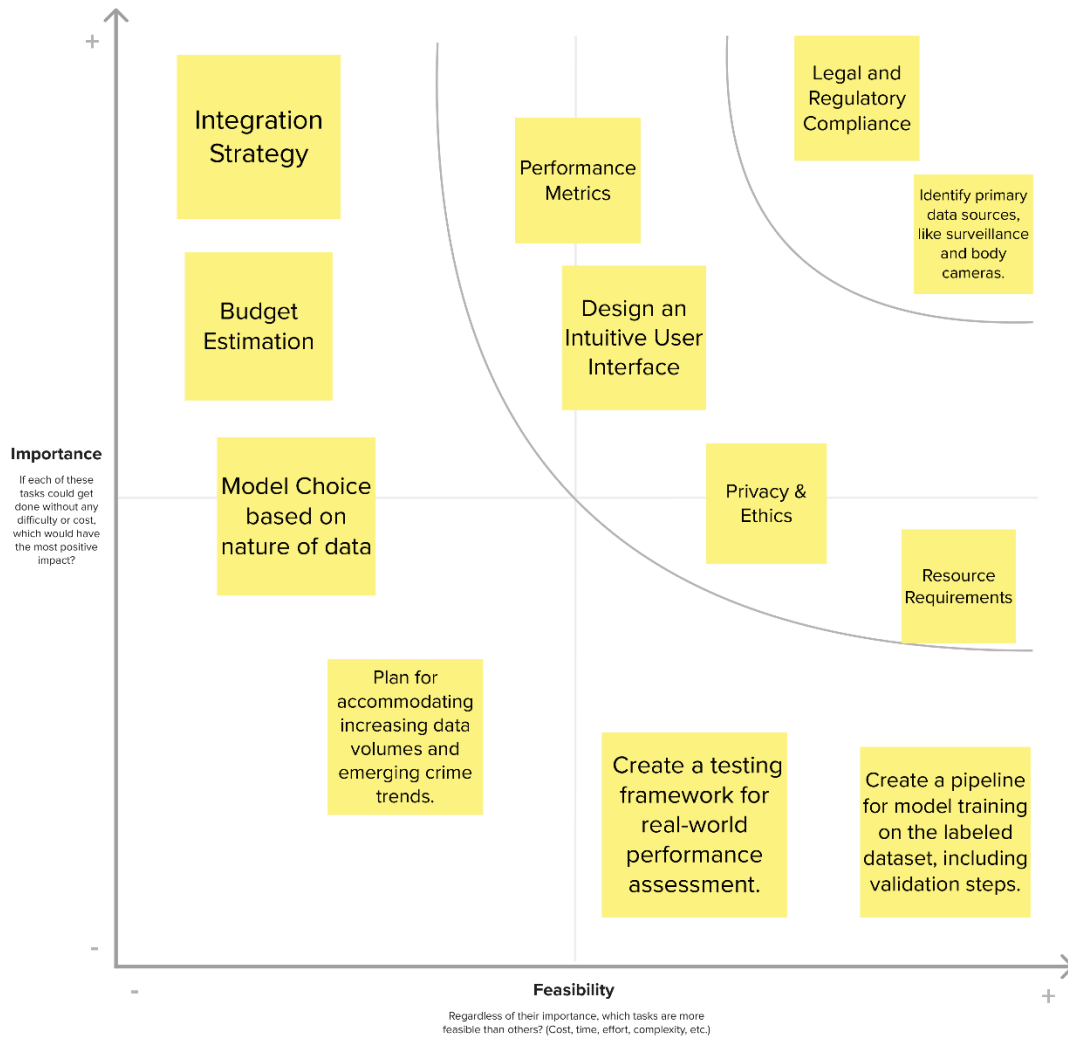 +
Integration
Strategy
Performance
Metrics
Legal and
Regulatory
Compliance
Identify primary
data sources,
like surveillance
and body
cameras.
Budget
Estimation
Design an
Intuitive User
Interface
Importance
If each of these
tasks could get
done without any
difficulty or cost,
which would have
the most positive
impact?
Model Choice
based on
nature of data
Privacy &
Ethics
Resource
Requirements
Plan for
accommodating
increasing data
volumes and
emerging crime
trends.
Create a testing
framework for
real-world
performance
assessment.
Create a pipeline
for model training
on the labeled
dataset, including
validation steps.
-
-
Feasibility
+
Regardless of their importance, which tasks are more
feasible than others? (Cost, time, effort, complexity, etc.)